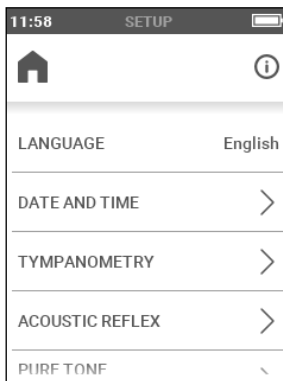 11:58 SETUP
LANGUAGE English
DATE AND TIME
TYMPANOMETRY
ACOUSTIC REFLEX
PURE TONE